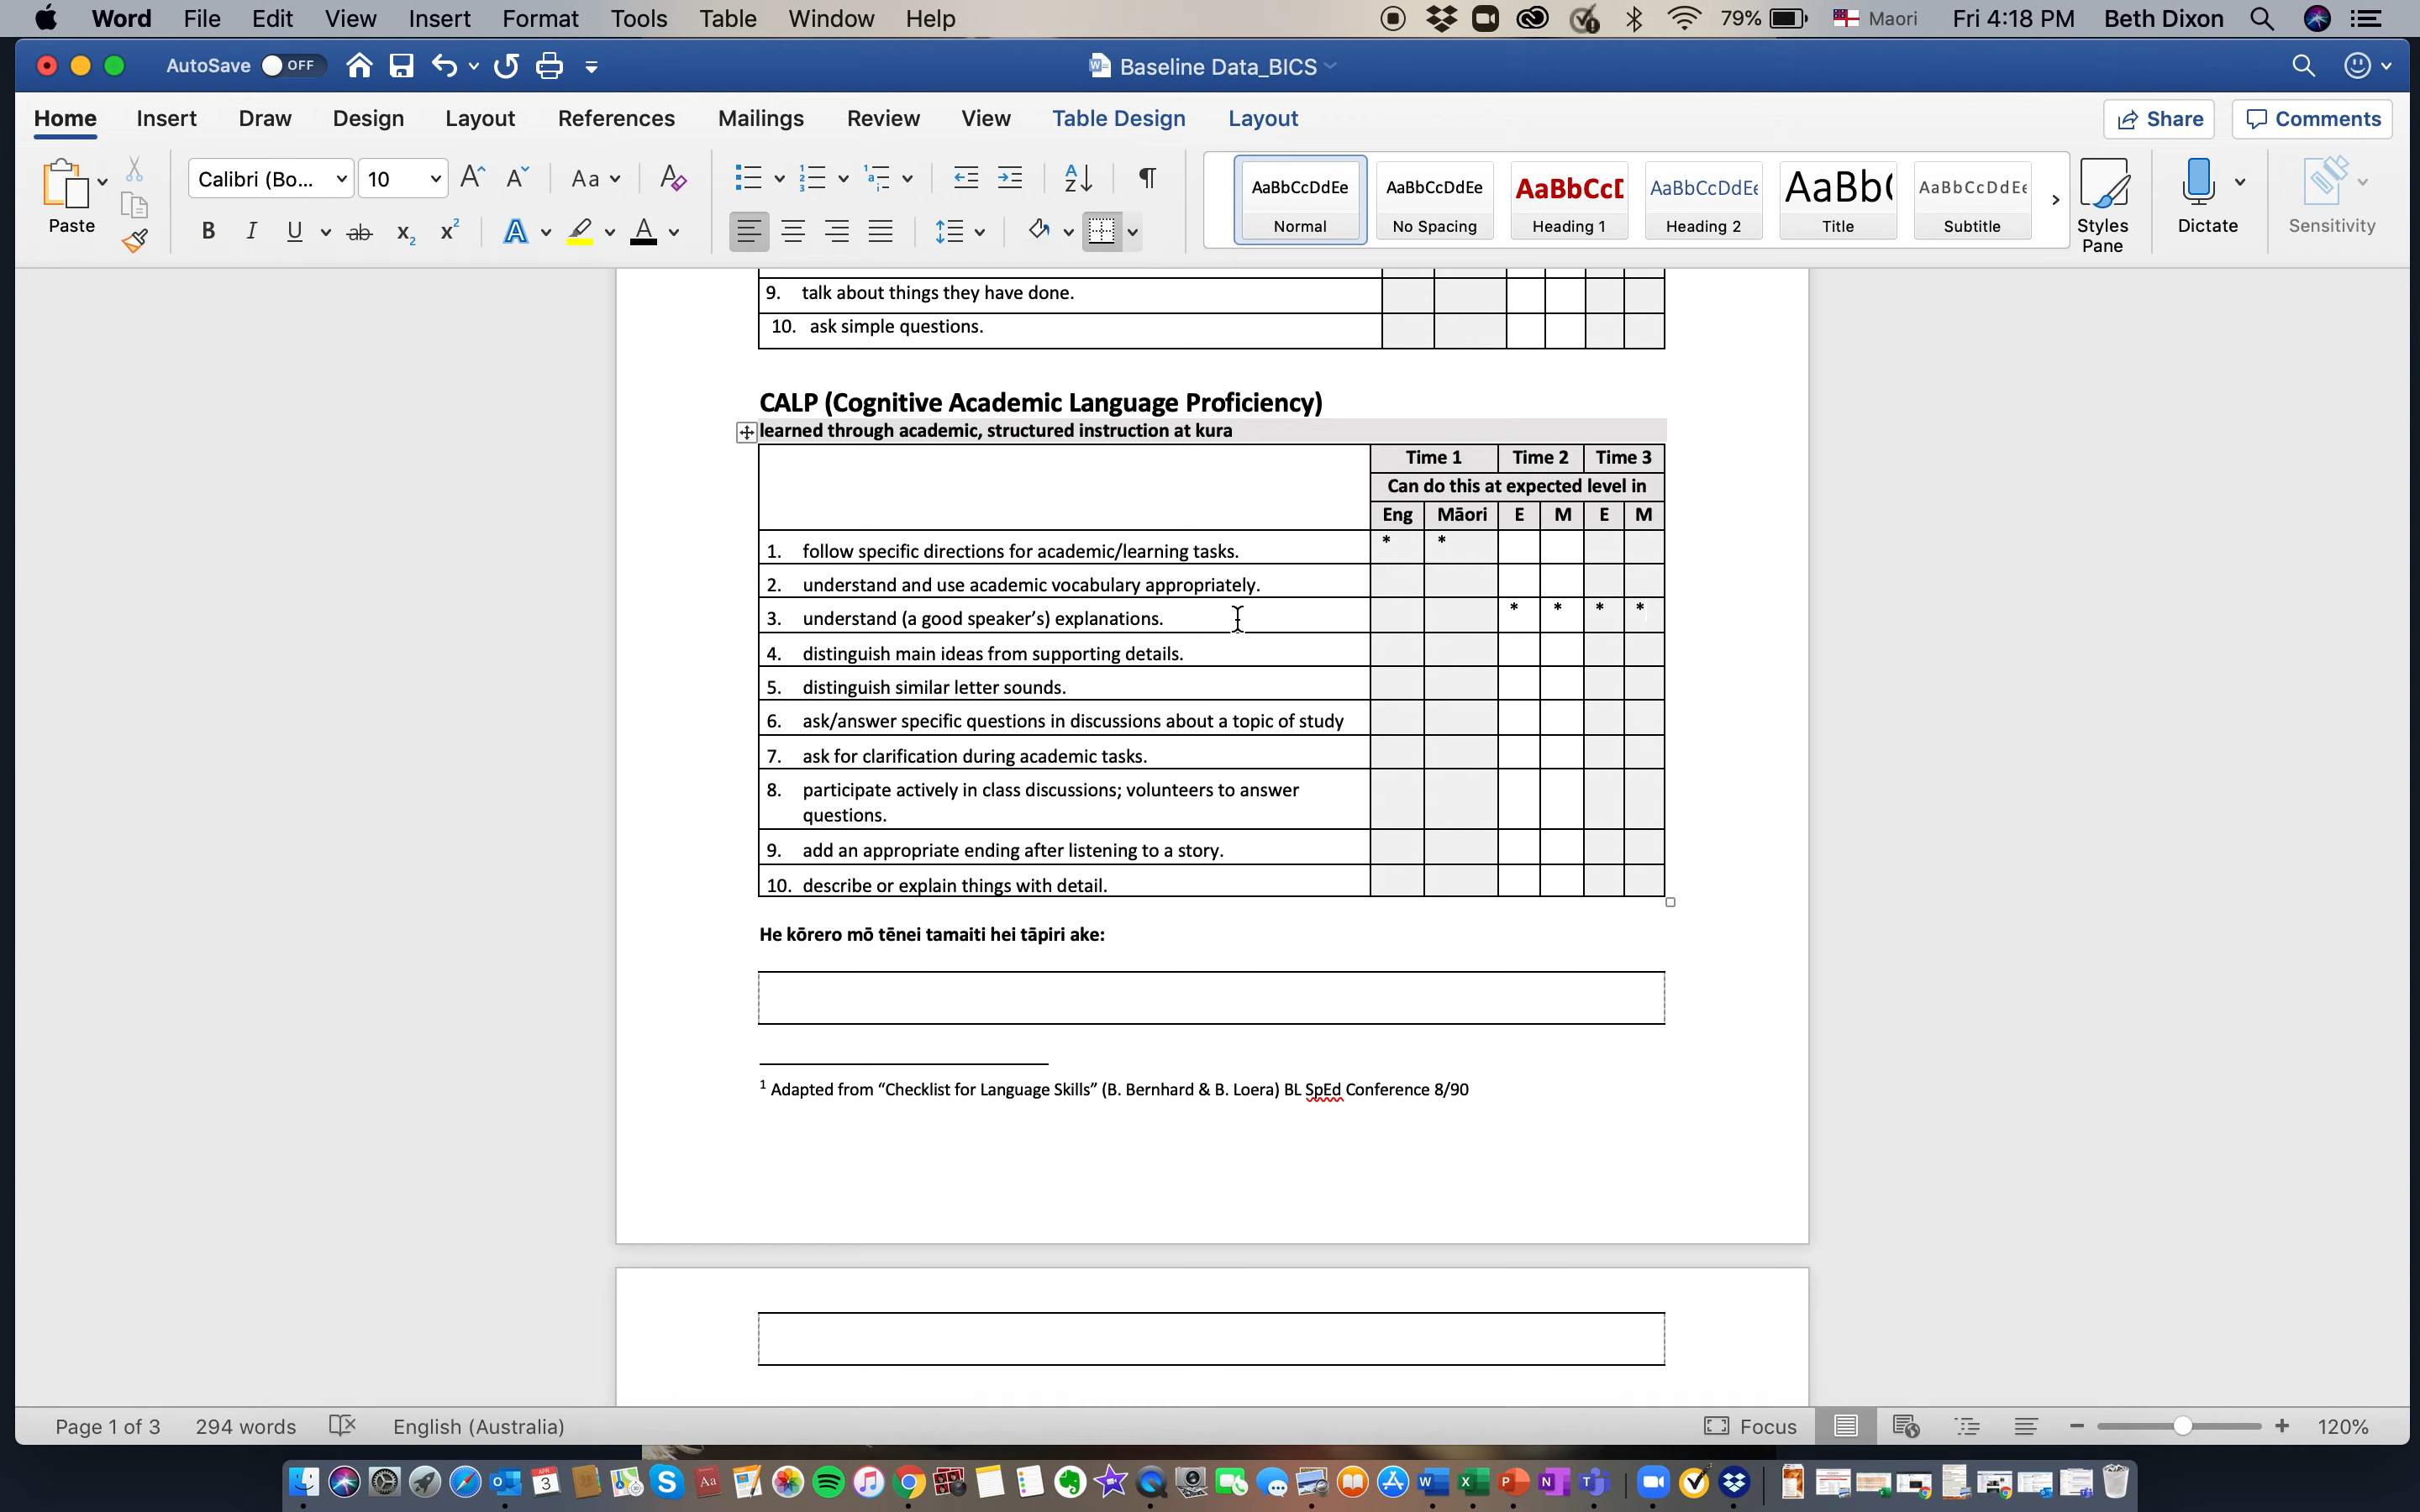 Word File Edit View Insert Format Tools Table Window Help 79% Maori Fri 4:18 PM Beth Dixon
AutoSave OFF Baseline Data_BICS
Home Insert Draw Design Layout References Mailings Review View Table Design Layout Share Comments
Calibri (Bo... 10 AaBbCcDdEe AaBbCcDdEe AaBbCcD AaBbCcDdEe AaBb( AaBbCcDdEe
Paste Normal No Spacing Heading 1 Heading 2 Title Subtitle Styles Pane Dictate Sensitivity
9. talk about things they have done.
10. ask simple questions.
CALP (Cognitive Academic Language Proficiency)
learned through academic, structured instruction at kura
Time 1 Time 2 Time 3
Can do this at expected level in
Eng Māori E M E M
1. follow specific directions for academic/learning tasks. * *
2. understand and use academic vocabulary appropriately.
3. understand (a good speaker's) explanations. * * * *
4. distinguish main ideas from supporting details.
5. distinguish similar letter sounds.
6. ask/answer specific questions in discussions about a topic of study
7. ask for clarification during academic tasks.
8. participate actively in class discussions; volunteers to answer
questions.
9. add an appropriate ending after listening to a story.
10. describe or explain things with detail.
He kōrero mō tēnei tamaiti hei tāpiri ake:
1 Adapted from “Checklist for Language Skills” (B. Bernhard & B. Loera) BL SpEd Conference 8/90
Page 1 of 3 294 words English (Australia) Focus 120%